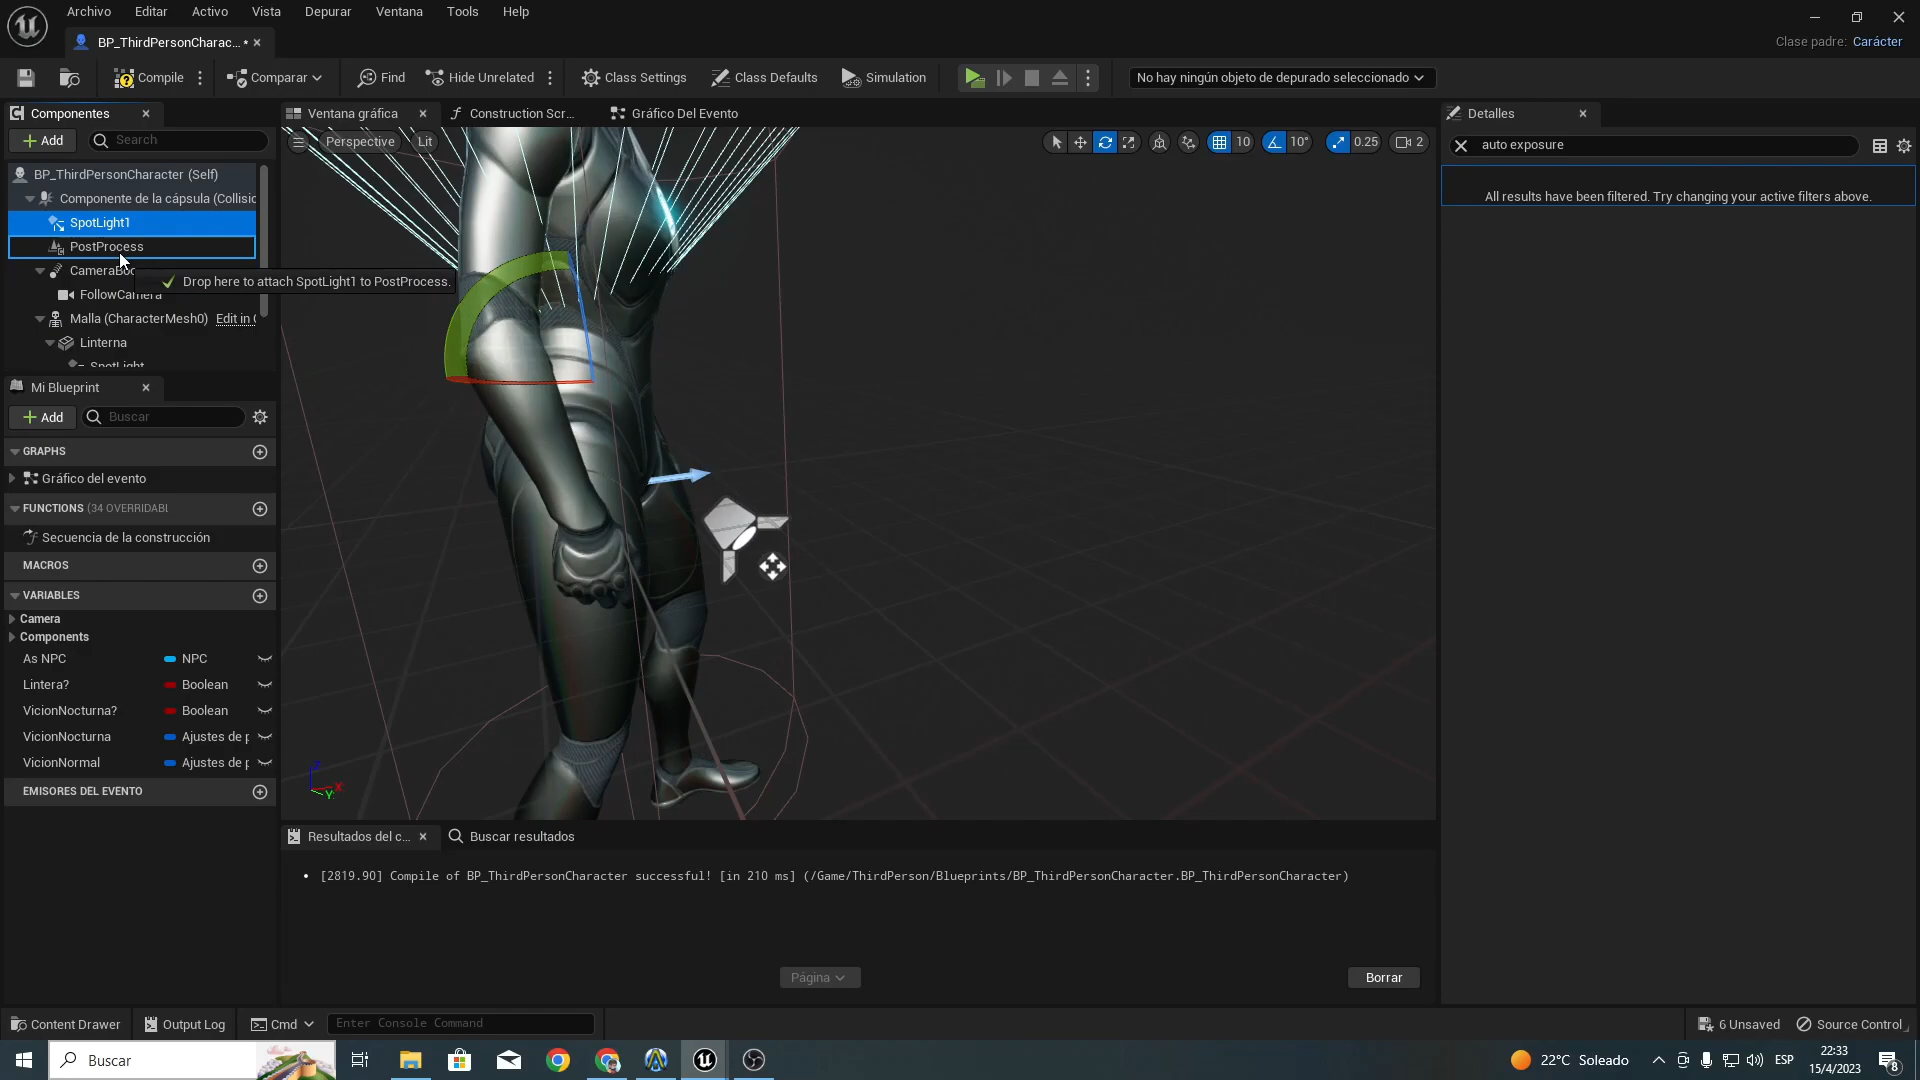 Archivo Editar Activo Vista Depurar Ventana Tools Help
BP_ThirdPersonCharac... *
Clase padre: Carácter
Compile Comparar Find Hide Unrelated Class Settings Class Defaults Simulation No hay ningún objeto de depurado seleccionado
Componentes
Ventana gráfica Construction Scr... Gráfico Del Evento
Detalles
Add Search
Perspective Lit 10 10° 0.25 2
auto exposure
BP_ThirdPersonCharacter (Self)
Componente de la cápsula (Colisio
SpotLight1
PostProcess
CameraBoo
Drop here to attach SpotLight1 to PostProcess.
FollowCamera
Malla (CharacterMesh0) Edit in C
Linterna
SpotLight
All results have been filtered. Try changing your active filters above.
Mi Blueprint
Add Buscar
GRAPHS
Gráfico del evento
FUNCTIONS (34 OVERRIDABL
Secuencia de la construcción
MACROS
VARIABLES
Camera
Components
As NPC NPC
Lintera? Boolean
VicionNocturna? Boolean
VicionNocturna Ajustes de p
VicionNormal Ajustes de p
EMISORES DEL EVENTO
Z X Y
Resultados del c... Buscar resultados
• [2819.90] Compile of BP_ThirdPersonCharacter successful! [in 210 ms] (/Game/ThirdPerson/Blueprints/BP_ThirdPersonCharacter.BP_ThirdPersonCharacter)
Página Borrar
Content Drawer Output Log Cmd Enter Console Command 6 Unsaved Source Control
Buscar
22°C Soleado ESP
22:33
15/4/2023
8